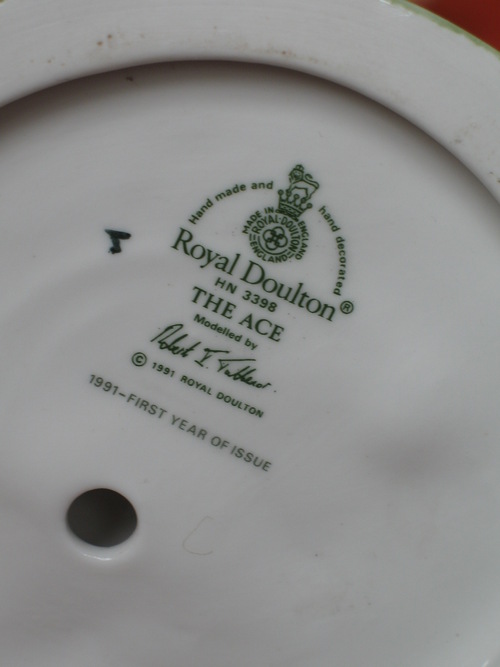 Hand made and hand decorated
MADE IN ENGLAND
ROYAL DOULTON
ENGLAND
Royal Doulton®
HN 3398
THE ACE
Modelled by
© 1991 ROYAL DOULTON
1991-FIRST YEAR OF ISSUE